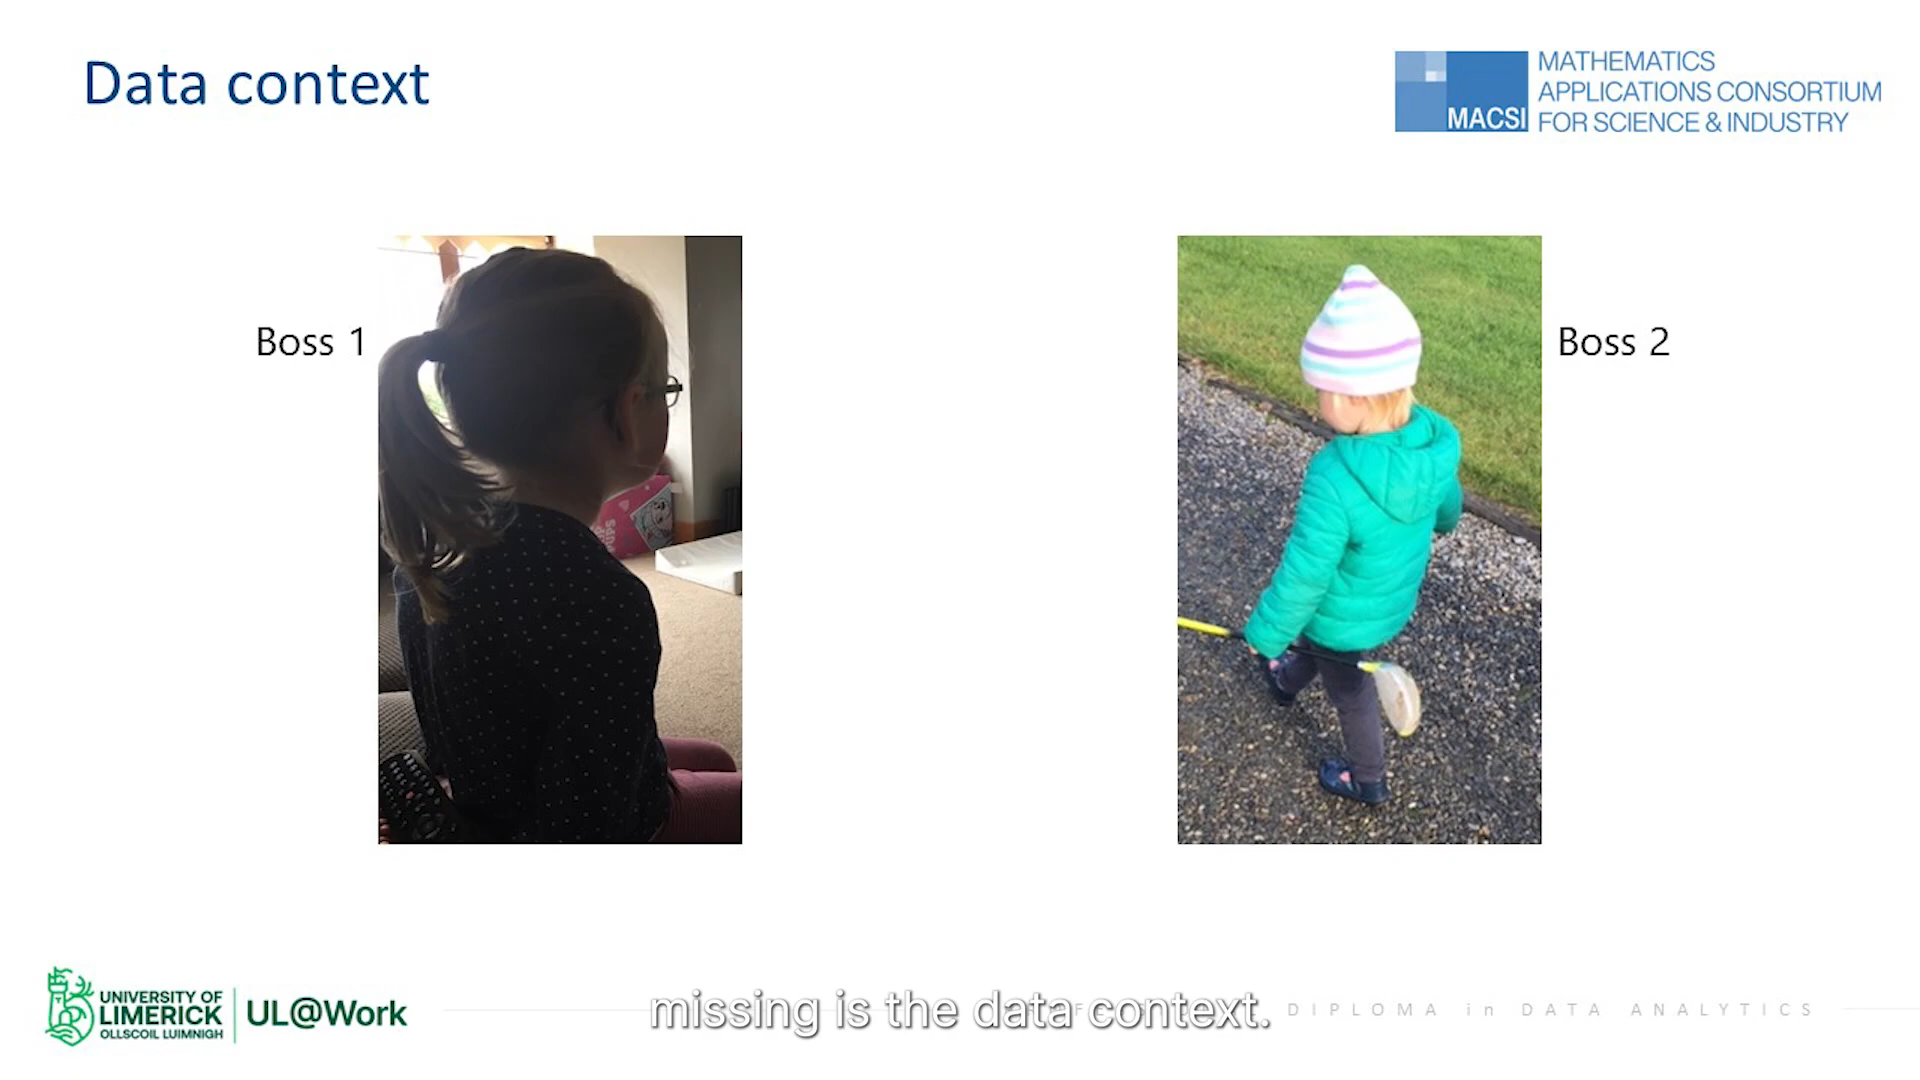 Data context
MACSI
MATHEMATICS
APPLICATIONS CONSORTIUM
FOR SCIENCE & INDUSTRY
Boss 1
Boss 2
UNIVERSITY OF
LIMERICK
OLLSCOIL LUIMNIGH
UL@Work
missing is the data context.
DIPLOMA in DATA ANALYTICS